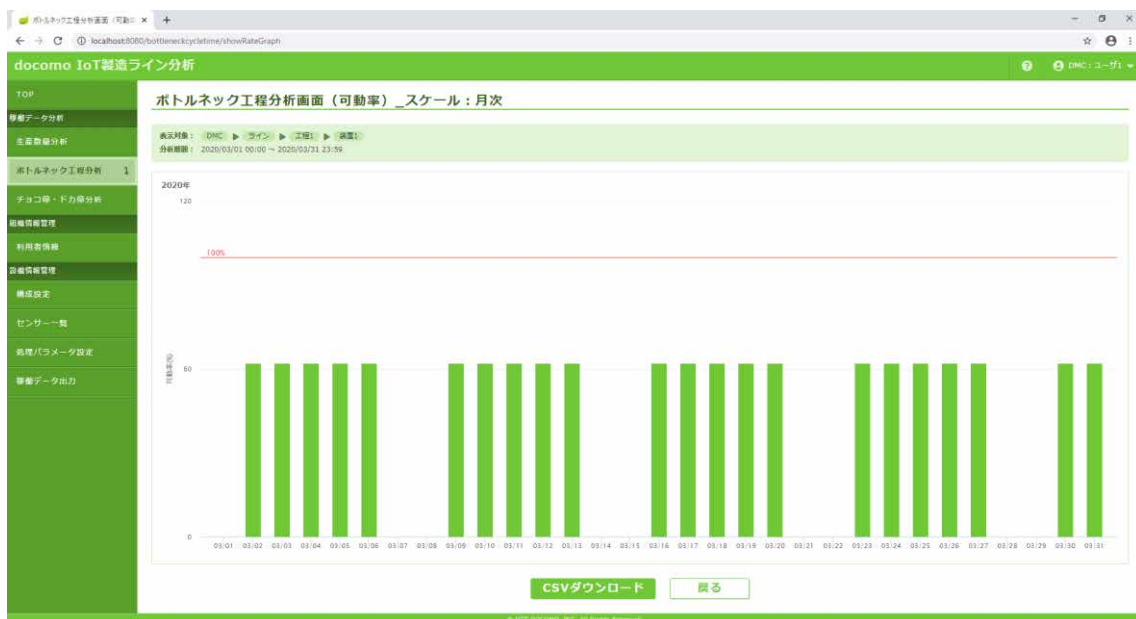 ボトルネック工程分析画面（可動
localhost:8080/bottleneckcycletime/showRateGraph
docomo IoT製造ライン分析
DMC：ユーザ1
TOP
稼働データ分析
生産数量分析
ボトルネック工程分析 1
チョコ停・ドカ停分析
組織情報管理
利用者情報
設備情報管理
構成設定
センサー一覧
処理パラメータ設定
稼働データ出力
ボトルネック工程分析画面（可動率）_スケール：月次
表示対象： DMC ▶ ライン ▶ 工程1 ▶ 装置1
分析期間： 2020/03/01 00:00 ～ 2020/03/31 23:59
2020年
120
100%
可動率(%)
60
0
03/01 03/02 03/03 03/04 03/05 03/06 03/07 03/08 03/09 03/10 03/11 03/12 03/13 03/14 03/15 03/16 03/17 03/18 03/19 03/20 03/21 03/22 03/23 03/24 03/25 03/26 03/27 03/28 03/29 03/30 03/31
CSVダウンロード 戻る